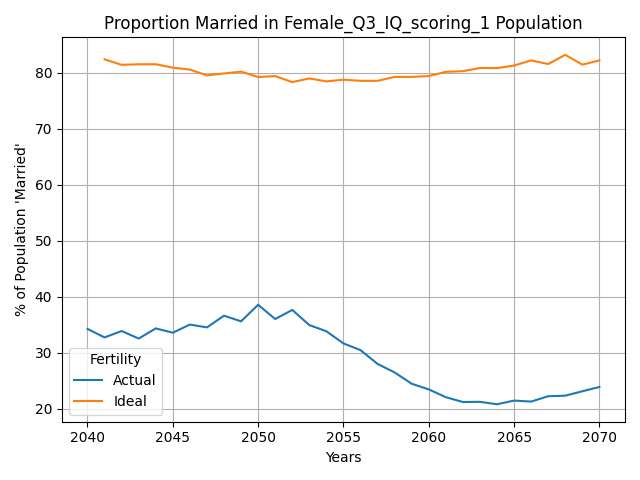 Proportion Married in Female_Q3_IQ_scoring_1 Population
% of Population 'Married'
80
70
60
50
40
30
20
Fertility
Actual
Ideal
2040 2045 2050 2055 2060 2065 2070
Years